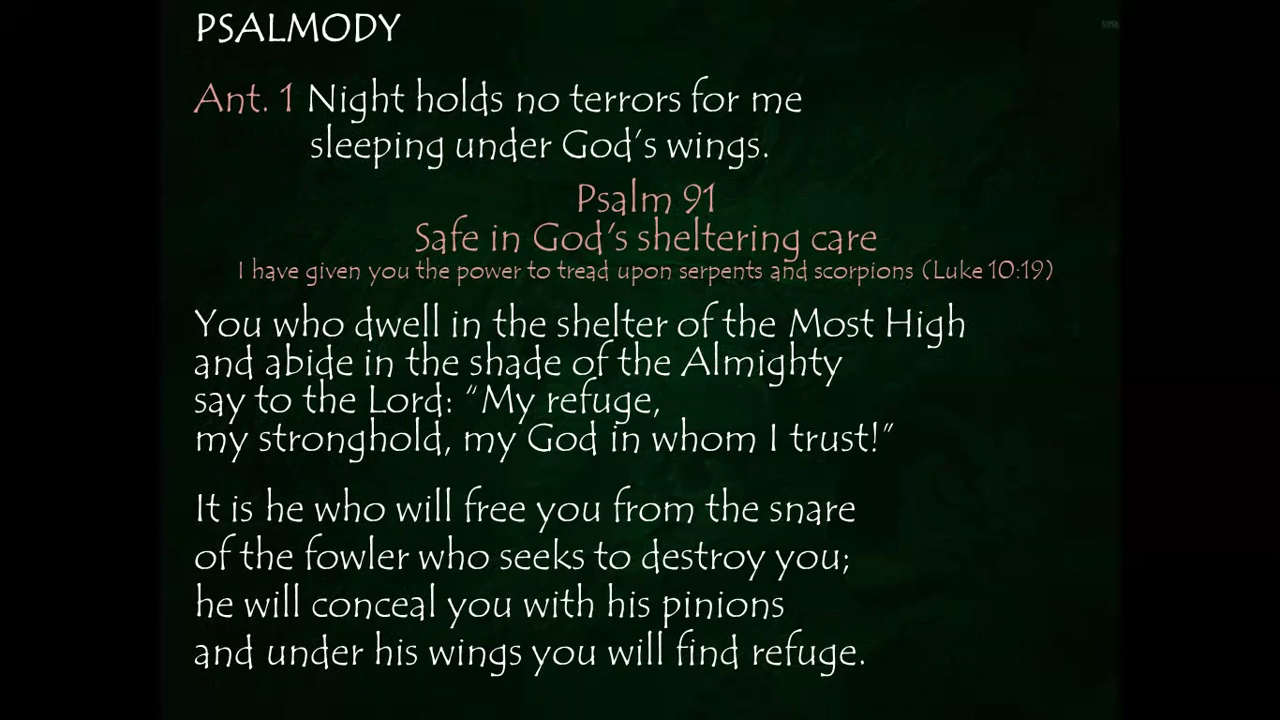 PSALMODY
Ant. 1 Night holds no terrors for me
sleeping under God's wings.
Psalm 91
Safe in God's sheltering care
I have given you the power to tread upon serpents and scorpions (Luke 10:19)
You who dwell in the shelter of the Most High
and abide in the shade of the Almighty
say to the Lord: “My refuge,
my stronghold, my God in whom I trust!”
It is he who will free you from the snare
of the fowler who seeks to destroy you;
he will conceal you with his pinions
and under his wings you will find refuge.